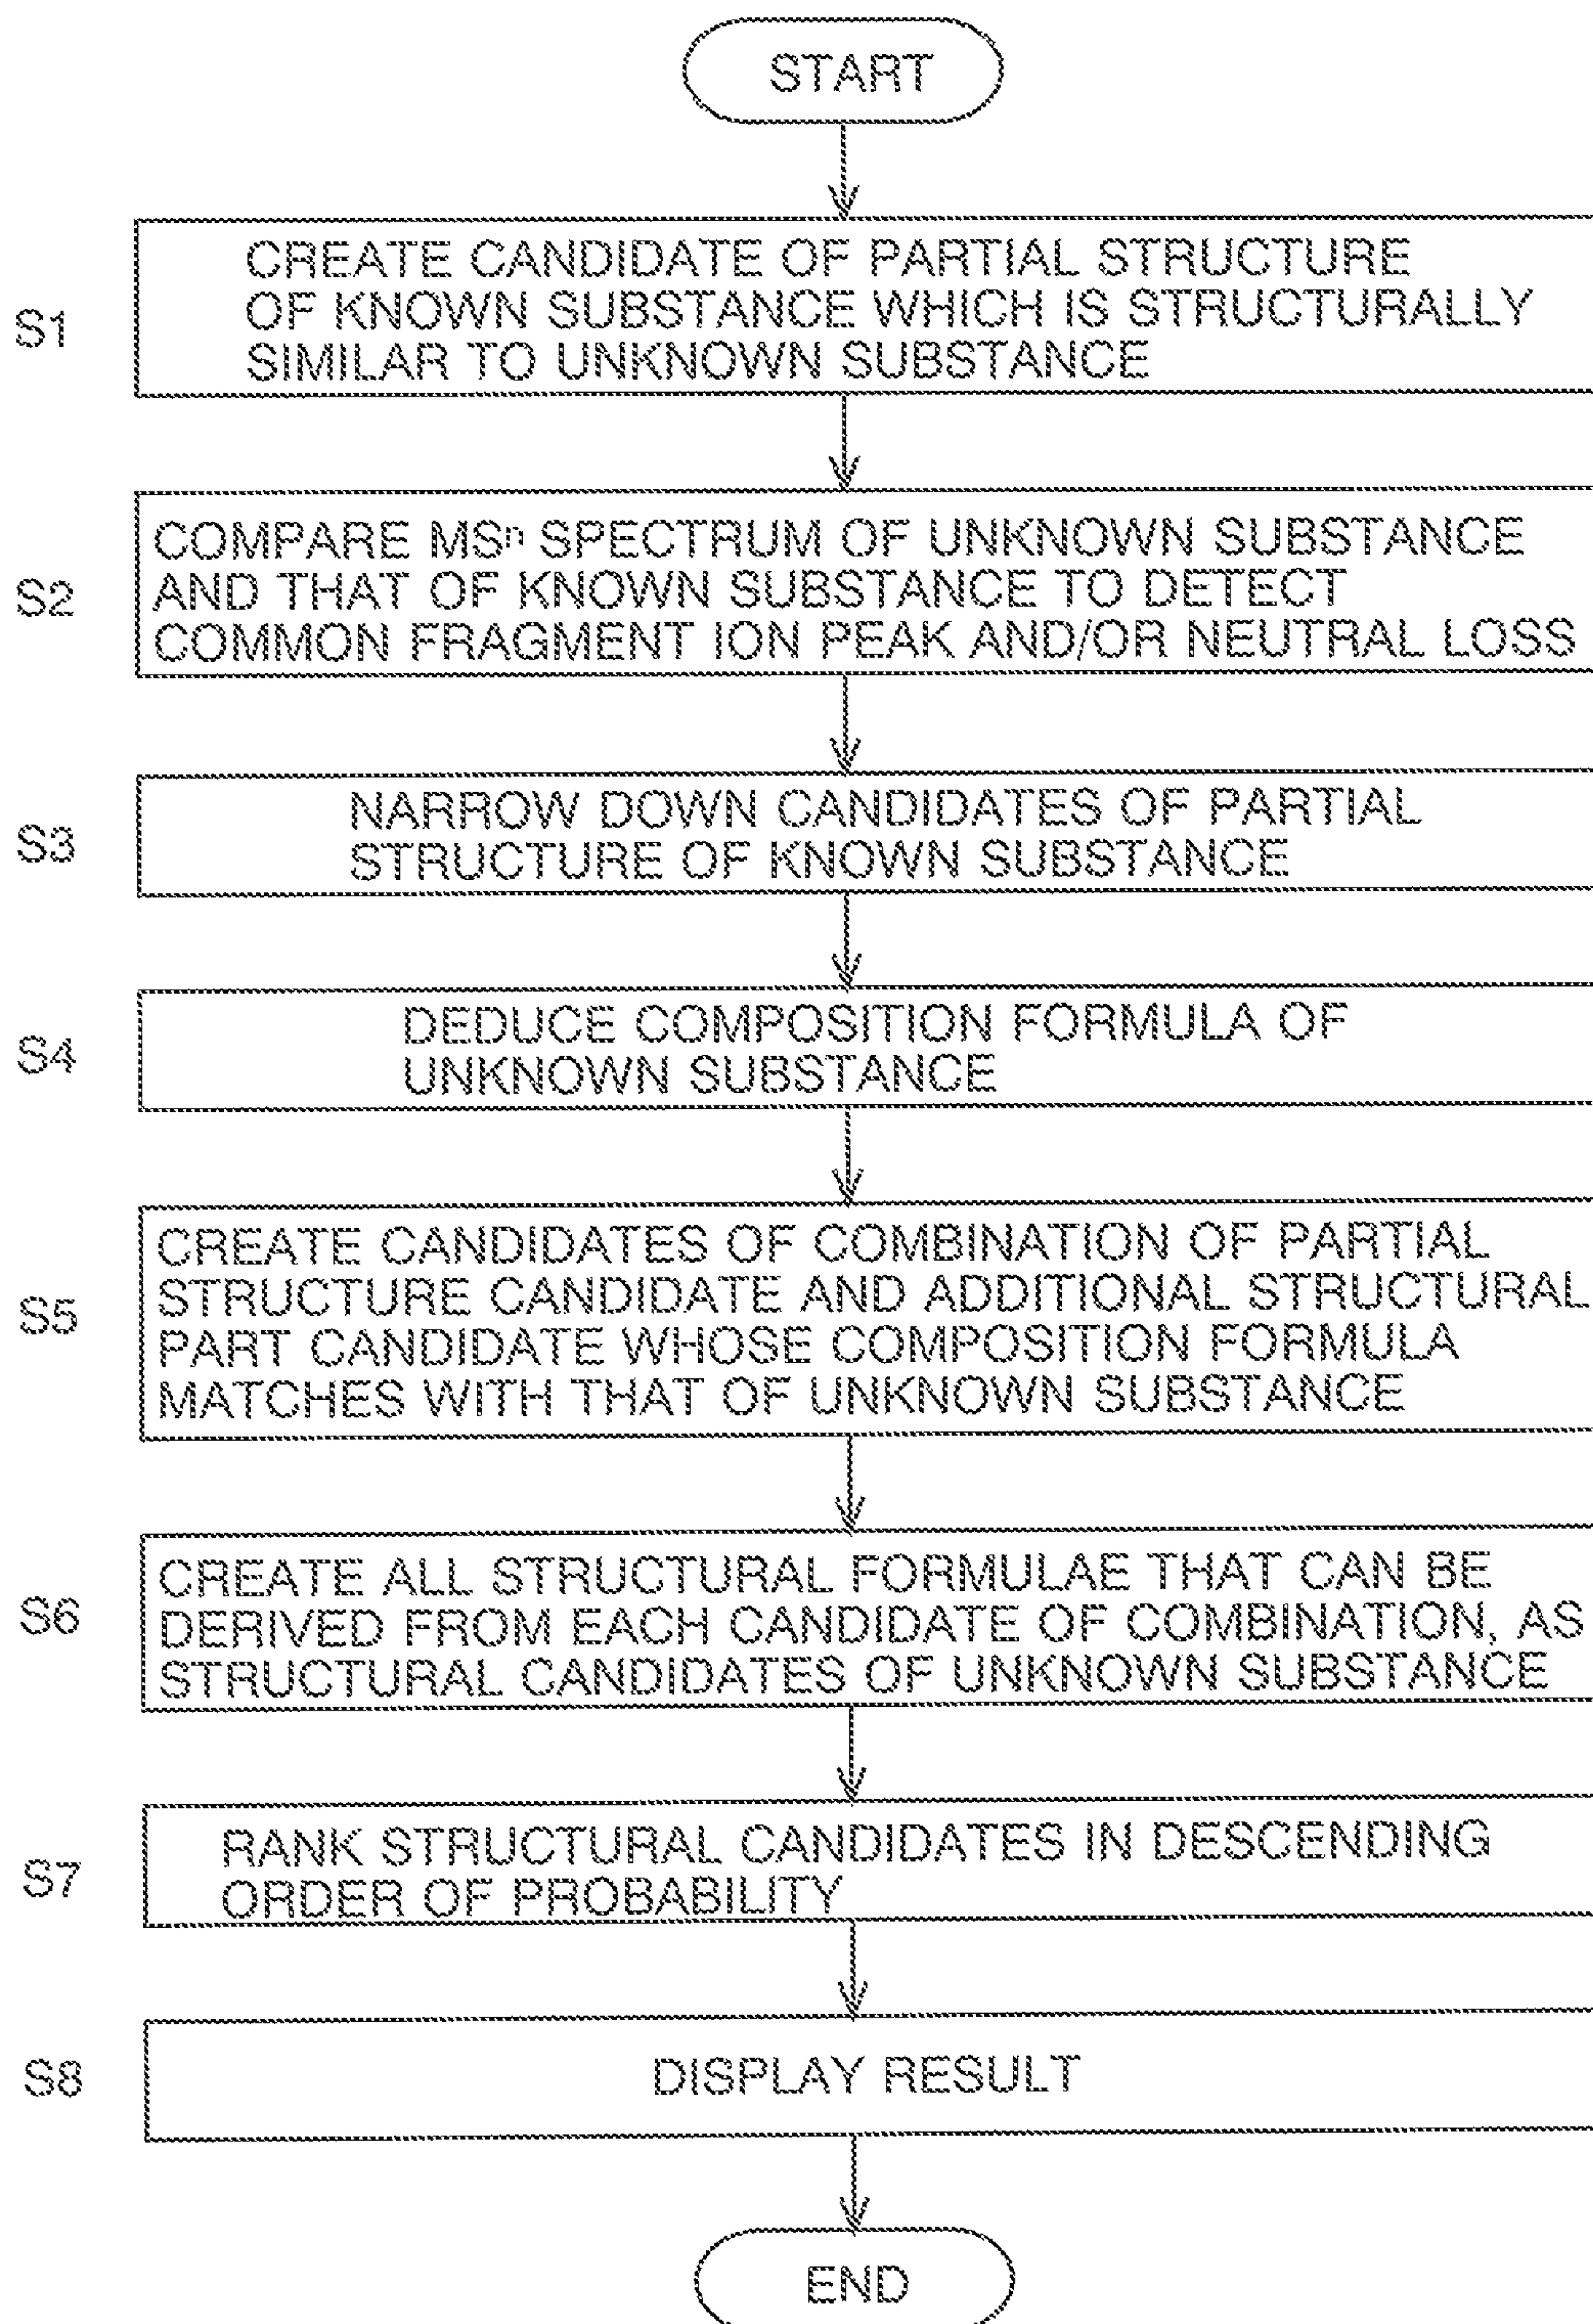 START
S1
CREATE CANDIDATE OF PARTIAL STRUCTURE
OF KNOWN SUBSTANCE WHICH IS STRUCTURALLY
SIMILAR TO UNKNOWN SUBSTANCE
S2
COMPARE MSⁿ SPECTRUM OF UNKNOWN SUBSTANCE
AND THAT OF KNOWN SUBSTANCE TO DETECT
COMMON FRAGMENT ION PEAK AND/OR NEUTRAL LOSS
S3
NARROW DOWN CANDIDATES OF PARTIAL
STRUCTURE OF KNOWN SUBSTANCE
S4
DEDUCE COMPOSITION FORMULA OF
UNKNOWN SUBSTANCE
S5
CREATE CANDIDATES OF COMBINATION OF PARTIAL
STRUCTURE CANDIDATE AND ADDITIONAL STRUCTURAL
PART CANDIDATE WHOSE COMPOSITION FORMULA
MATCHES WITH THAT OF UNKNOWN SUBSTANCE
S6
CREATE ALL STRUCTURAL FORMULAE THAT CAN BE
DERIVED FROM EACH CANDIDATE OF COMBINATION, AS
STRUCTURAL CANDIDATES OF UNKNOWN SUBSTANCE
S7
RANK STRUCTURAL CANDIDATES IN DESCENDING
ORDER OF PROBABILITY
S8
DISPLAY RESULT
END